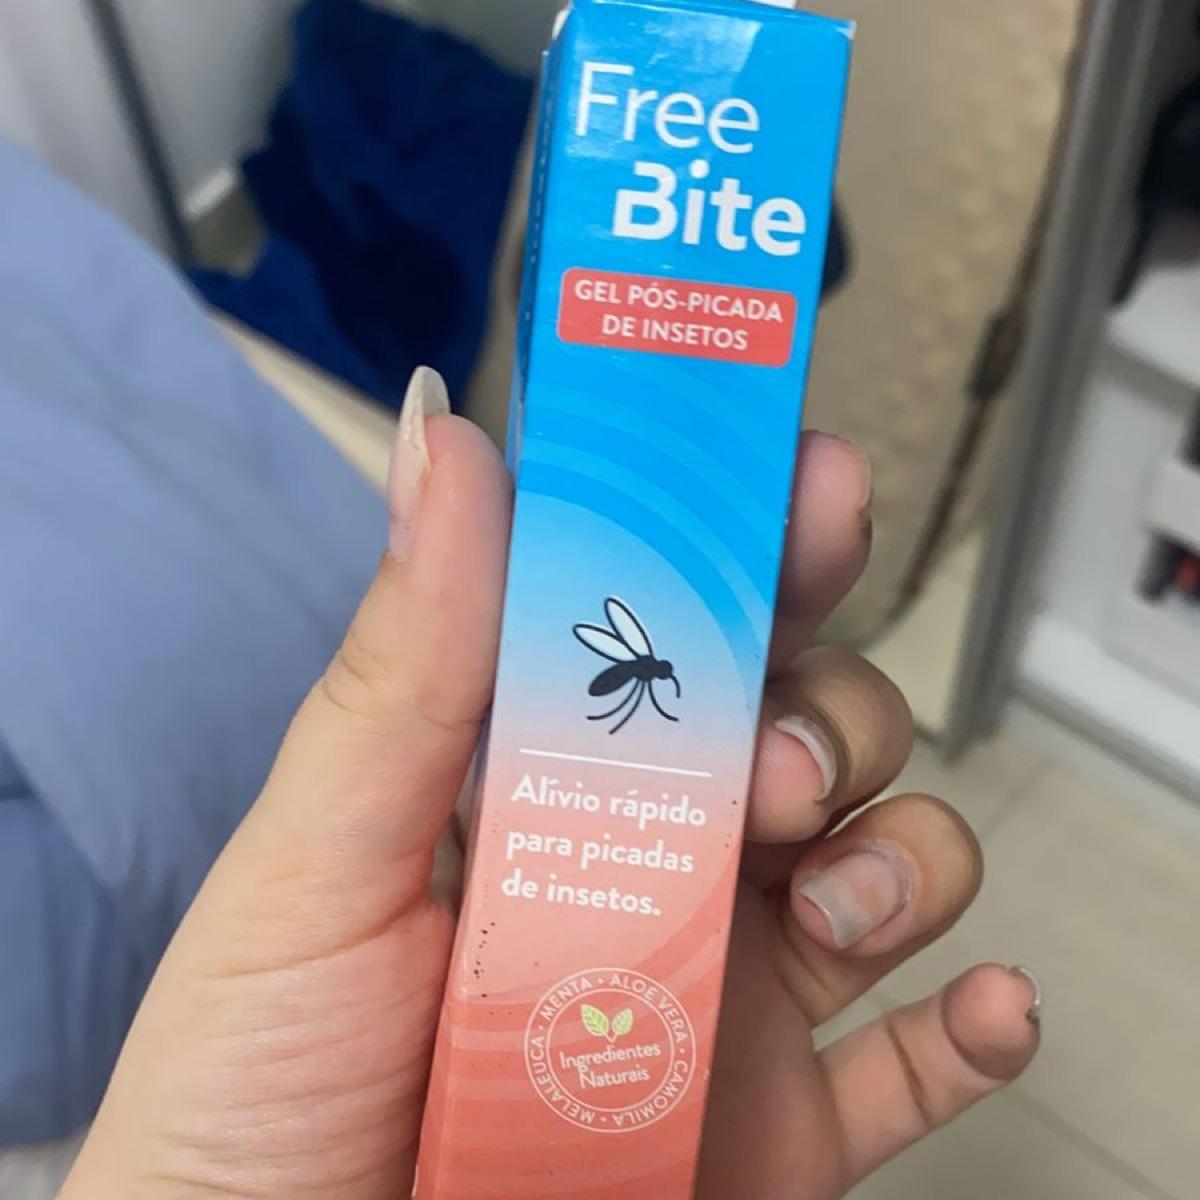 Free
Bite
GEL PÓS-PICADA
DE INSETOS
Alívio rápido
para picadas
de insetos.
MELALEUCA • MENTA • ALOE VERA • CAMOMILA •
Ingredientes
Naturais